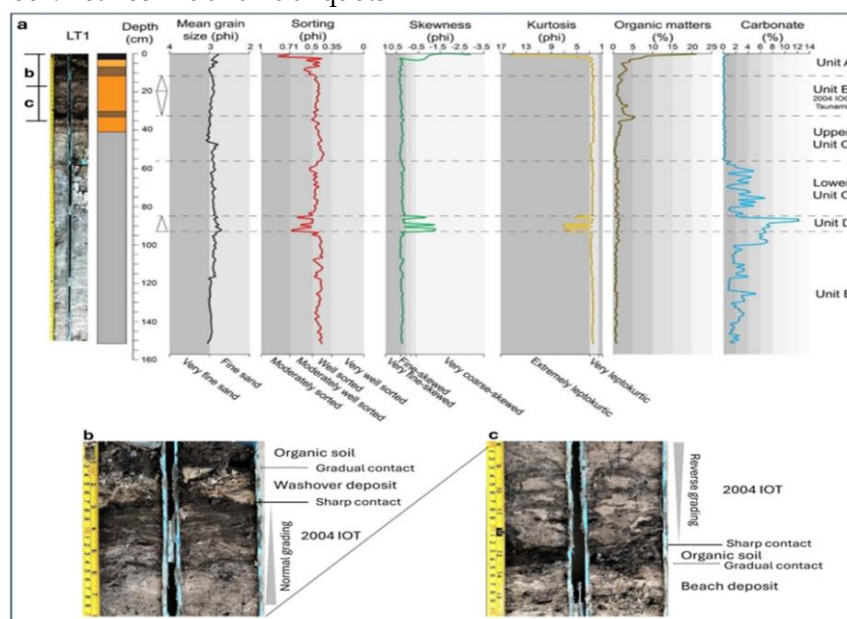 a
LT1
Depth
(cm)
Mean grain
size (phi)
4 3 2
Sorting
(phi)
1 0.71 0.5 0.35 0.25
Skewness
(phi)
-0.5 -1.5 -2.5 -3.5
Kurtosis
(phi)
17 13 9 5 1
Organic matters
(%)
0 5 10 15 20 25
Carbonate
(%)
0 2 4 6 8 10 12 14
b
c
0
20
40
60
80
100
120
140
160
Unit A
Unit B
2004 IO
Tsunami
Upper
Unit C
Lower
Unit C
Unit D
Unit E
Very fine sand
Fine sand
Moderately sorted
Moderately well sorted
Well sorted
Very well sorted
Very fine-skewed
Fine-skewed
Very coarse-skewed
Extremely leptokurtic
Very leptokurtic
b
Organic soil
Gradual contact
Washover deposit
Sharp contact
2004 IOT
Normal grading
c
Reverse grading
2004 IOT
Sharp contact
Organic soil
Gradual contact
Beach deposit